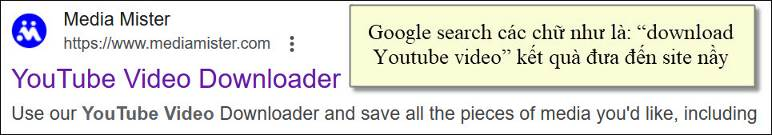 Media Mister
https://www.mediamister.com
YouTube Video Downloader
Use our YouTube Video Downloader and save all the pieces of media you'd like, including
Google search các chữ như là: “download
Youtube video” kết quà đưa đến site nầy